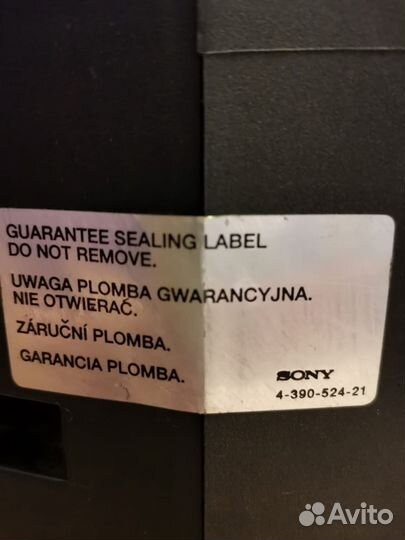 GUARANTEE SEALING LABEL
DO NOT REMOVE.
UWAGA PLOMBA GWARANCYJNA.
NIE OTWIERAĆ.
ZÁRUČNÍ PLOMBA.
GARANCIA PLOMBA.
SONY
4-390-524-21
Avito